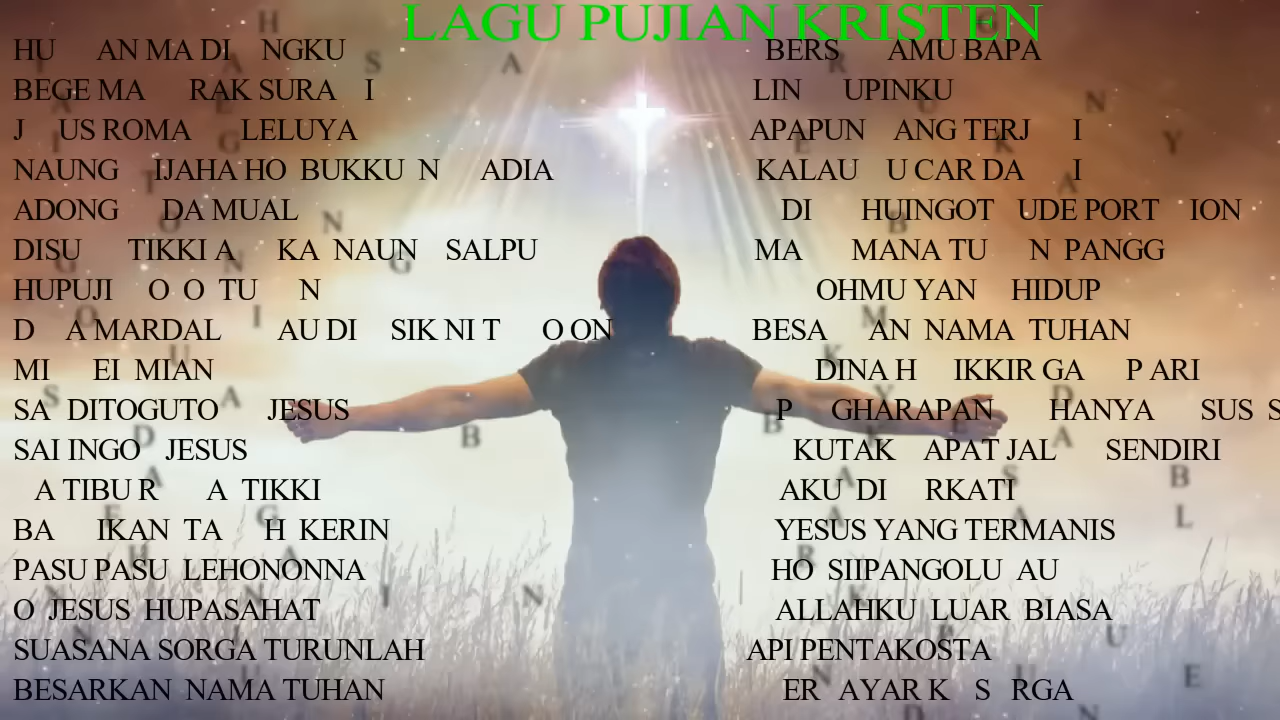 LAGU PUJIAN KRISTEN
HU AN MA DI NGKU
BEGE MA RAK SURA I
J US ROMA LELUYA
NAUNG IJAHA HO BUKKU N ADIA
ADONG DA MUAL
DISU TIKKI A KA NAUN SALPU
HUPUJI O O TU N
D A MARDAL AU DI SIK NI T O ON
MI EI MIAN
SA DITOGUTO JESUS
SAI INGO JESUS
A TIBU R A TIKKI
BA IKAN TA H KERIN
PASU PASU LEHONONNA
O JESUS HUPASAHAT
SUASANA SORGA TURUNLAH
BESARKAN NAMA TUHAN
BERS AMU BAPA
LIN UPINKU
APAPUN ANG TERJ I
KALAU U CAR DA I
DI HUINGOT UDE PORT ION
MA MANA TU N PANGG
OHMU YAN HIDUP
BESA AN NAMA TUHAN
DINA H IKKIR GA P ARI
P GHARAPAN HANYA SUS S
KUTAK APAT JAL SENDIRI
AKU DI RKATI
YESUS YANG TERMANIS
HO SIIPANGOLU AU
ALLAHKU LUAR BIASA
API PENTAKOSTA
ER AYAR K S RGA